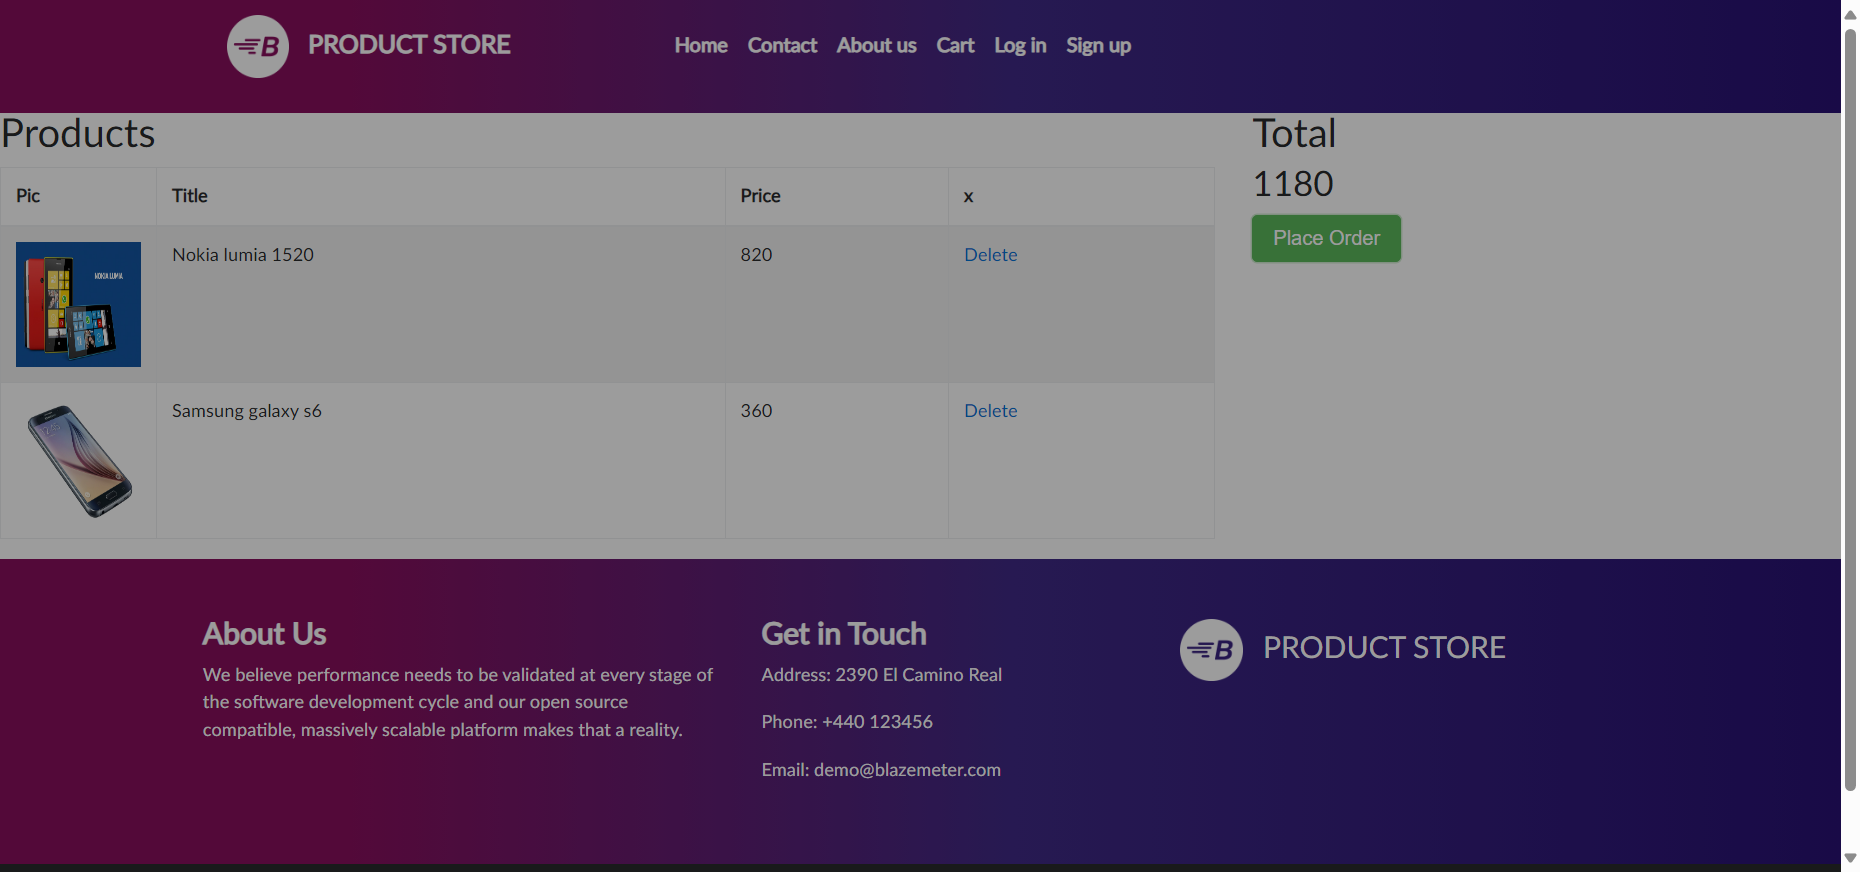 B PRODUCT STORE
Home Contact About us Cart Log in Sign up
Products
Pic Title Price x
NOKIA LUMIA
Nokia lumia 1520 820 Delete
Samsung galaxy s6 360 Delete
Total
1180
Place Order
About Us
We believe performance needs to be validated at every stage of
the software development cycle and our open source
compatible, massively scalable platform makes that a reality.
Get in Touch
Address: 2390 El Camino Real
Phone: +440 123456
Email: demo@blazemeter.com
B PRODUCT STORE